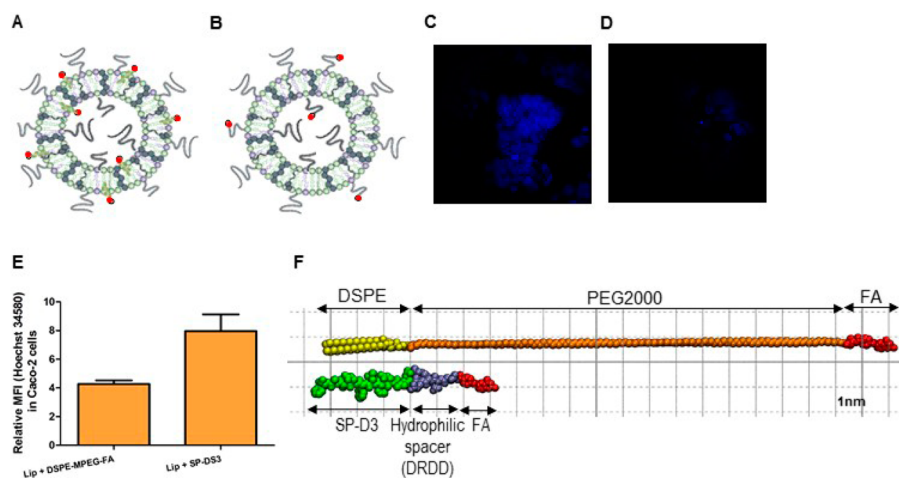 A
B
C
D
E
10
8
6
4
2
0
Relative MFI (Hoechst 34580)
in Caco-2 cells
Lip + DSPE-MPEG-FA
Lip + SP-DS3
F
DSPE
PEG2000
FA
1nm
SP-D3
Hydrophilic
spacer
(DRDD)
FA